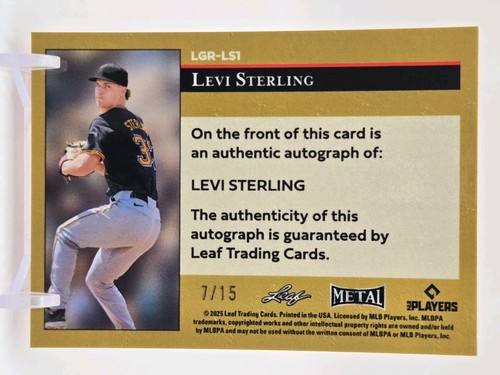 LGR-LS1
LEVI STERLING
On the front of this card is
an authentic autograph of:
LEVI STERLING
The authenticity of this
autograph is guaranteed by
Leaf Trading Cards.
7/15
Leaf
METAL
MLB PLAYERS
© 2025 Leaf Trading Cards. Printed in the USA. Licensed by MLB Players, Inc. MLBPA
trademarks, copyrighted works and other intellectual property rights are owned and/or held
by MLBPA and may not be used without the written consent of MLBPA or MLB Players, Inc.